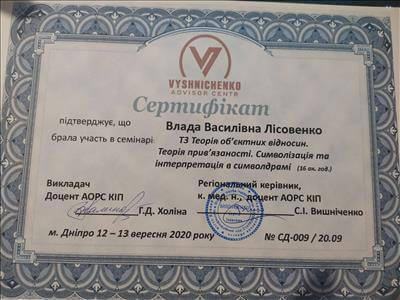 VYSHNICHENKO
ADVISOR CENTR
Сертифікат
підтверджує, що
Влада Василівна Лісовенко
брала участь в семінарі
Т3 Теорія об'єктних відносин.
Теорія прив'язаності. Символізація та
інтерпретація в символдрамі) (16 ак. год.)
Викладач
Доцент АОРС КІП
Г.Д. Холіна
Регіональний керівник,
к. мед. н., доцент АОРС КІП
С.І. Вишніченко
м. Дніпро 12 – 13 вересня 2020 року
№ СД-009 / 20.09